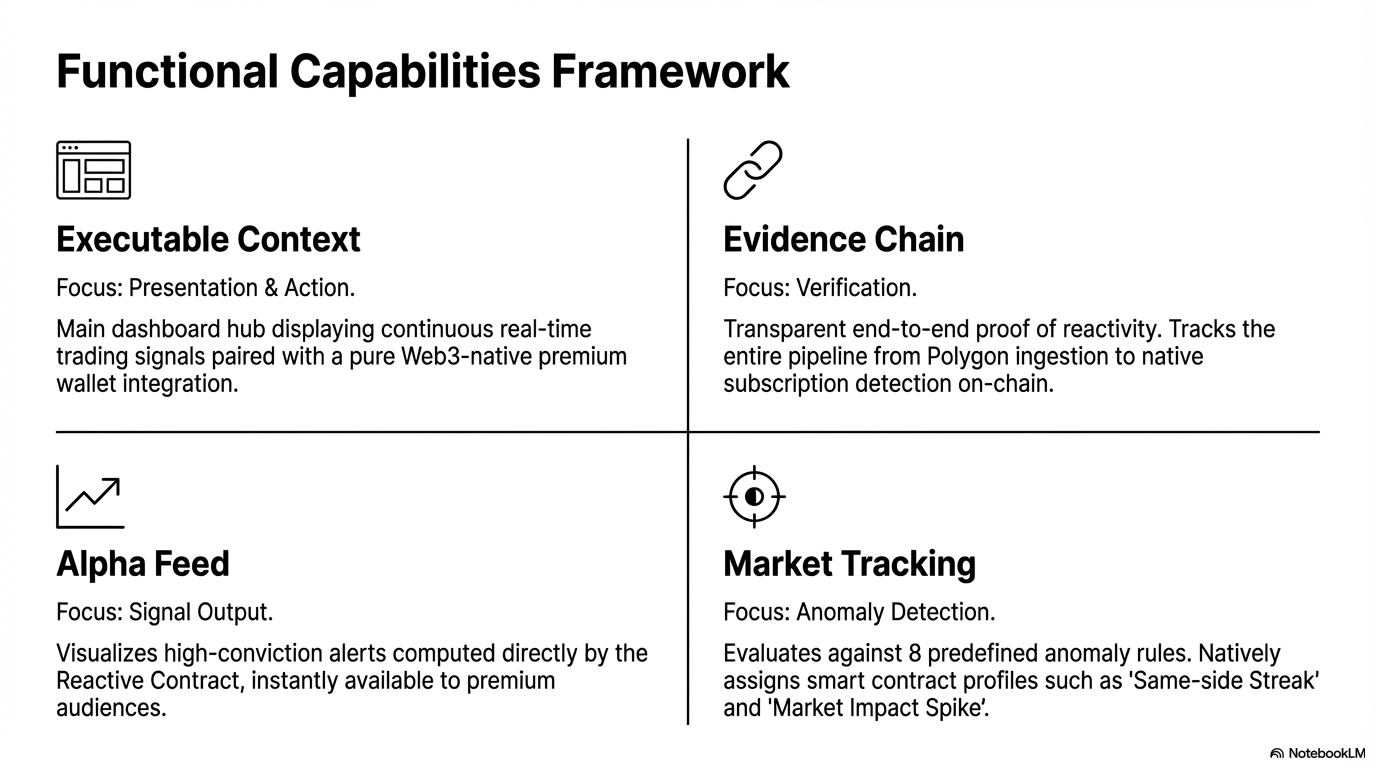 Functional Capabilities Framework
Executable Context
Focus: Presentation & Action.
Main dashboard hub displaying continuous real-time
trading signals paired with a pure Web3-native premium
wallet integration.
Evidence Chain
Focus: Verification.
Transparent end-to-end proof of reactivity. Tracks the
entire pipeline from Polygon ingestion to native
subscription detection on-chain.
Alpha Feed
Focus: Signal Output.
Visualizes high-conviction alerts computed directly by the
Reactive Contract, instantly available to premium
audiences.
Market Tracking
Focus: Anomaly Detection.
Evaluates against 8 predefined anomaly rules. Natively
assigns smart contract profiles such as 'Same-side Streak'
and 'Market Impact Spike'.
NotebookLM